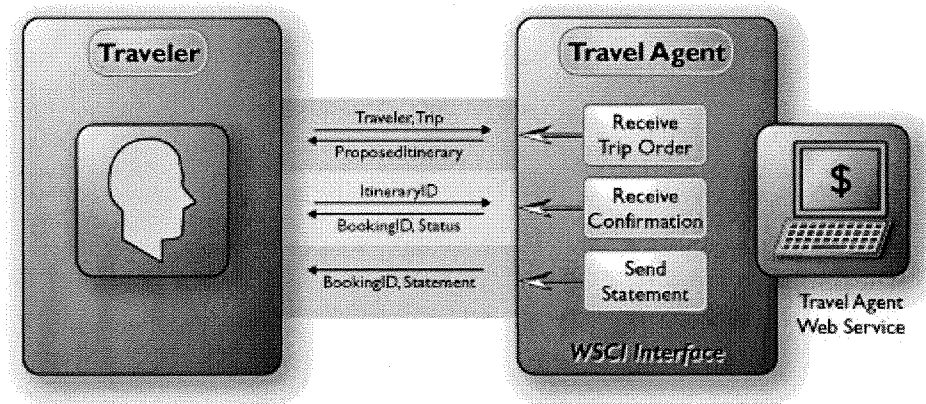 Traveler
Travel Agent
Traveler, Trip
ProposedItinerary
Receive
Trip Order
ItineraryID
BookingID, Status
Receive
Confirmation
$
BookingID, Statement
Send
Statement
Travel Agent
Web Service
WSCI Interface